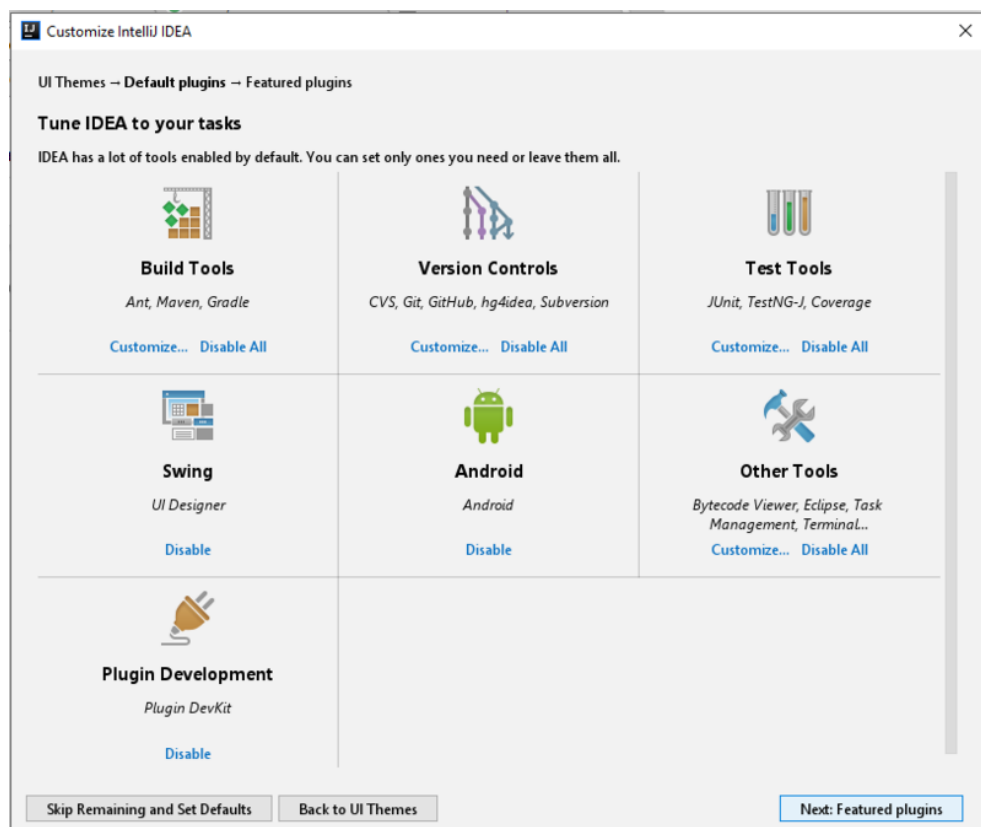 IJ
Customize IntelliJ IDEA
UI Themes → Default plugins → Featured plugins
Tune IDEA to your tasks
IDEA has a lot of tools enabled by default. You can set only ones you need or leave them all.
Build Tools
Ant, Maven, Gradle
Customize... Disable All
Version Controls
CVS, Git, GitHub, hg4idea, Subversion
Customize... Disable All
Test Tools
JUnit, TestNG-J, Coverage
Customize... Disable All
Swing
UI Designer
Disable
Android
Android
Disable
Other Tools
Bytecode Viewer, Eclipse, Task
Management, Terminal...
Customize... Disable All
Plugin Development
Plugin DevKit
Disable
Skip Remaining and Set Defaults
Back to UI Themes
Next: Featured plugins